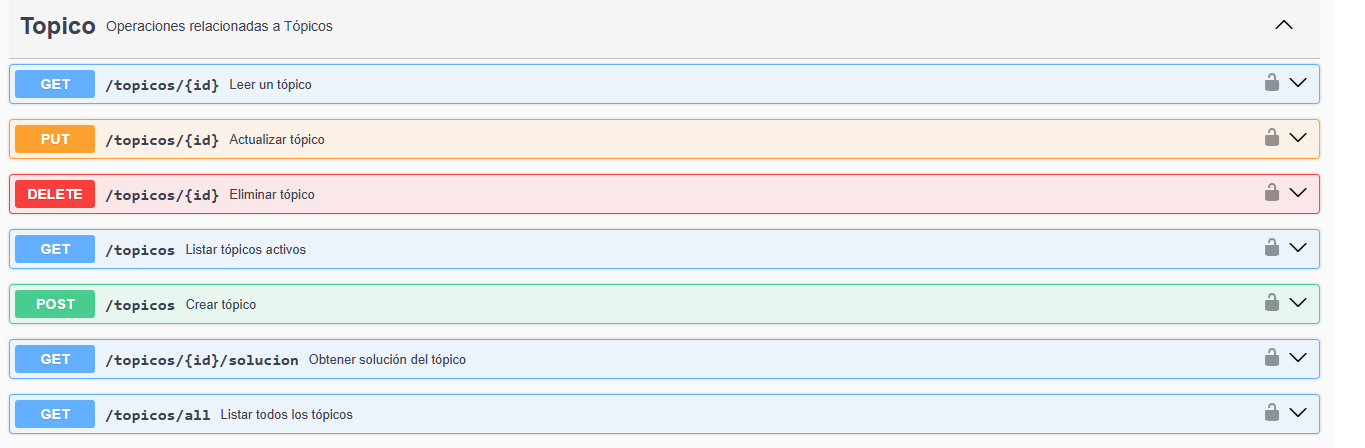 Topico Operaciones relacionadas a Tópicos
GET /topicos/{id} Leer un tópico
PUT /topicos/{id} Actualizar tópico
DELETE /topicos/{id} Eliminar tópico
GET /topicos Listar tópicos activos
POST /topicos Crear tópico
GET /topicos/{id}/solucion Obtener solución del tópico
GET /topicos/all Listar todos los tópicos